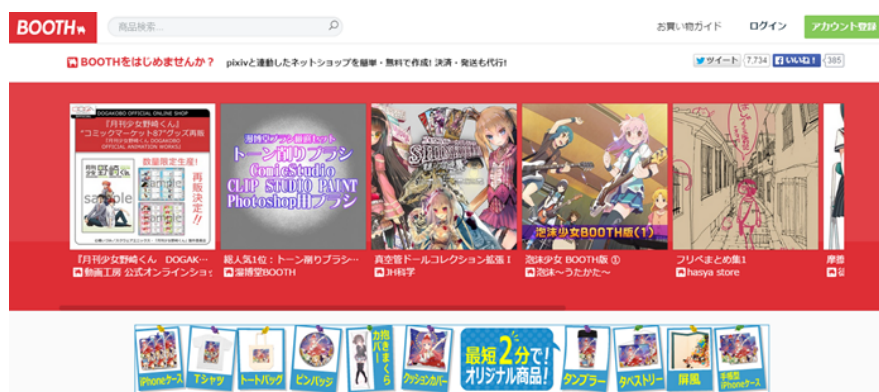 BOOTH
商品検索...
お買い物ガイド
ログイン
アカウント登録
BOOTHをはじめませんか?
pixivと連動したネットショップを簡単・無料で作成! 決済・発送も代行!
ツイート
7,734
いいね!
385
DOGAKOBO OFFICIAL ONLINE SHOP
『月刊少女野崎くん』
"コミックマーケット87"グッズ再販
数量限定生産!
再販決定!!
sample
sample
トーン削りブラシ
ComicStudio
CLIP STUDIO PAINT
Photoshop用ブラシ
泡沫少女BOOTH版(1)
『月刊少女野崎くん DOGAK…
動画工房 公式オンラインショッ
総人気1位：トーン削りブラシ…
溜博堂BOOTH
真空管ドールコレクション拡張 I
JH科学
泡沫少女 BOOTH版 ①
泡沫～うたかた～
フリペまとめ集1
hasya store
iPhoneケース
Tシャツ
トートバッグ
ピンバッジ
抱きまくらカバー
クッションカバー
最短2分で!
オリジナル商品!
タンブラー
タペストリー
屏風
手帳型
iPhoneケース